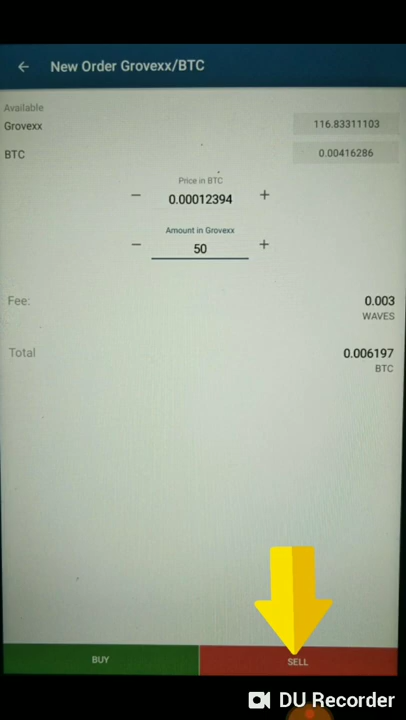 New Order Grovexx/BTC
Available
Grovexx 116.83311103
BTC 0.00416286
Price in BTC
− 0.00012394 +
Amount in Grovexx
− 50 +
Fee: 0.003
WAVES
Total 0.006197
BTC
BUY SELL
DU Recorder